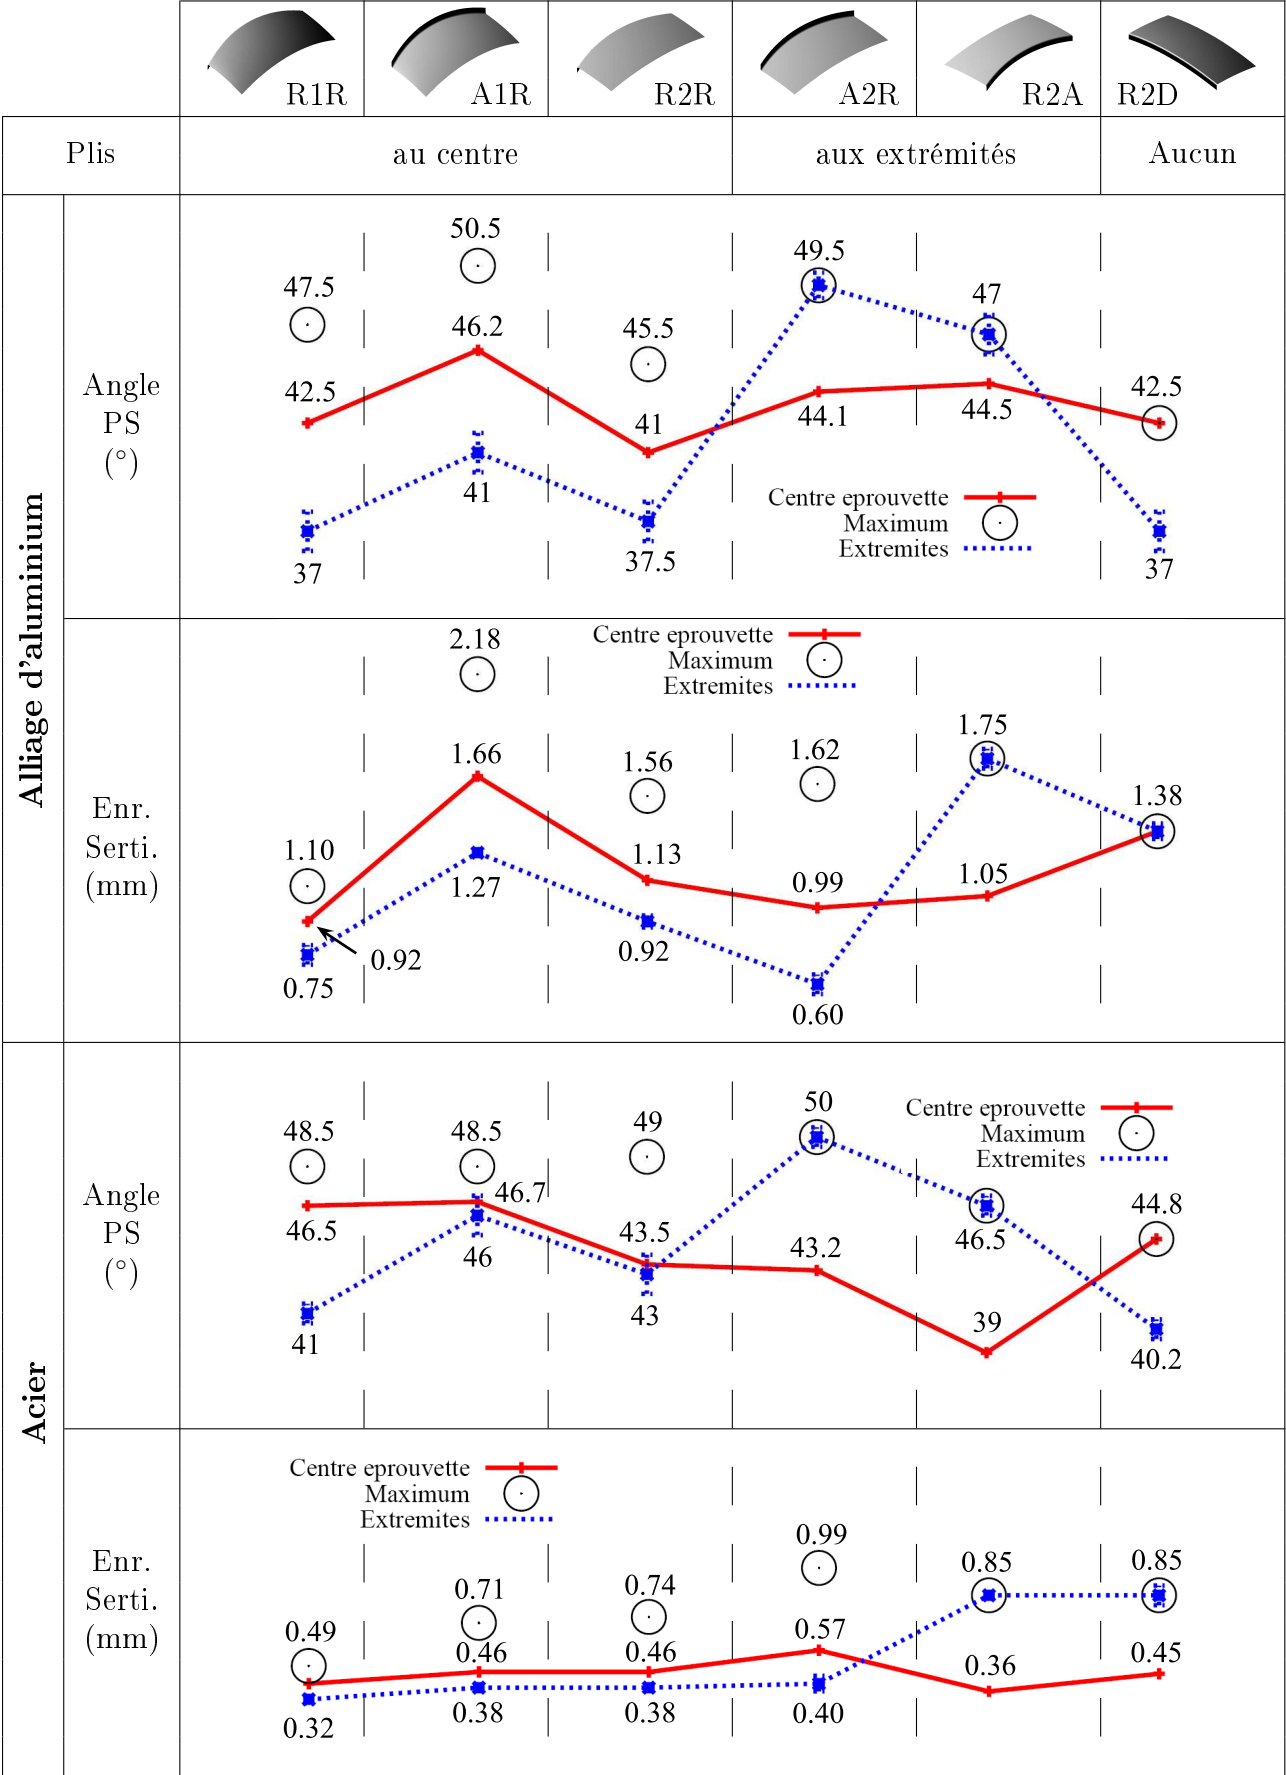 R1R A1R R2R A2R R2A R2D
Plis au centre aux extrémités Aucun
Alliage d'aluminium
Angle
PS
(°)
50.5
49.5
47.5
47
46.2
45.5
42.5
42.5
41
44.1
44.5
41
37
37.5
37
Centre eprouvette
Maximum
Extremites
Enr.
Serti.
(mm)
Centre eprouvette
Maximum
Extremites
2.18
1.66
1.56
1.62
1.75
1.38
1.10
1.13
0.99
1.05
1.27
0.92
0.92
0.75
0.60
Acier
Angle
PS
(°)
Centre eprouvette
Maximum
Extremites
50
48.5
48.5
49
46.7
44.8
46.5
43.5
43.2
46.5
46
41
43
39
40.2
Enr.
Serti.
(mm)
Centre eprouvette
Maximum
Extremites
0.99
0.85
0.85
0.71
0.74
0.49
0.46
0.46
0.57
0.36
0.45
0.32
0.38
0.38
0.40